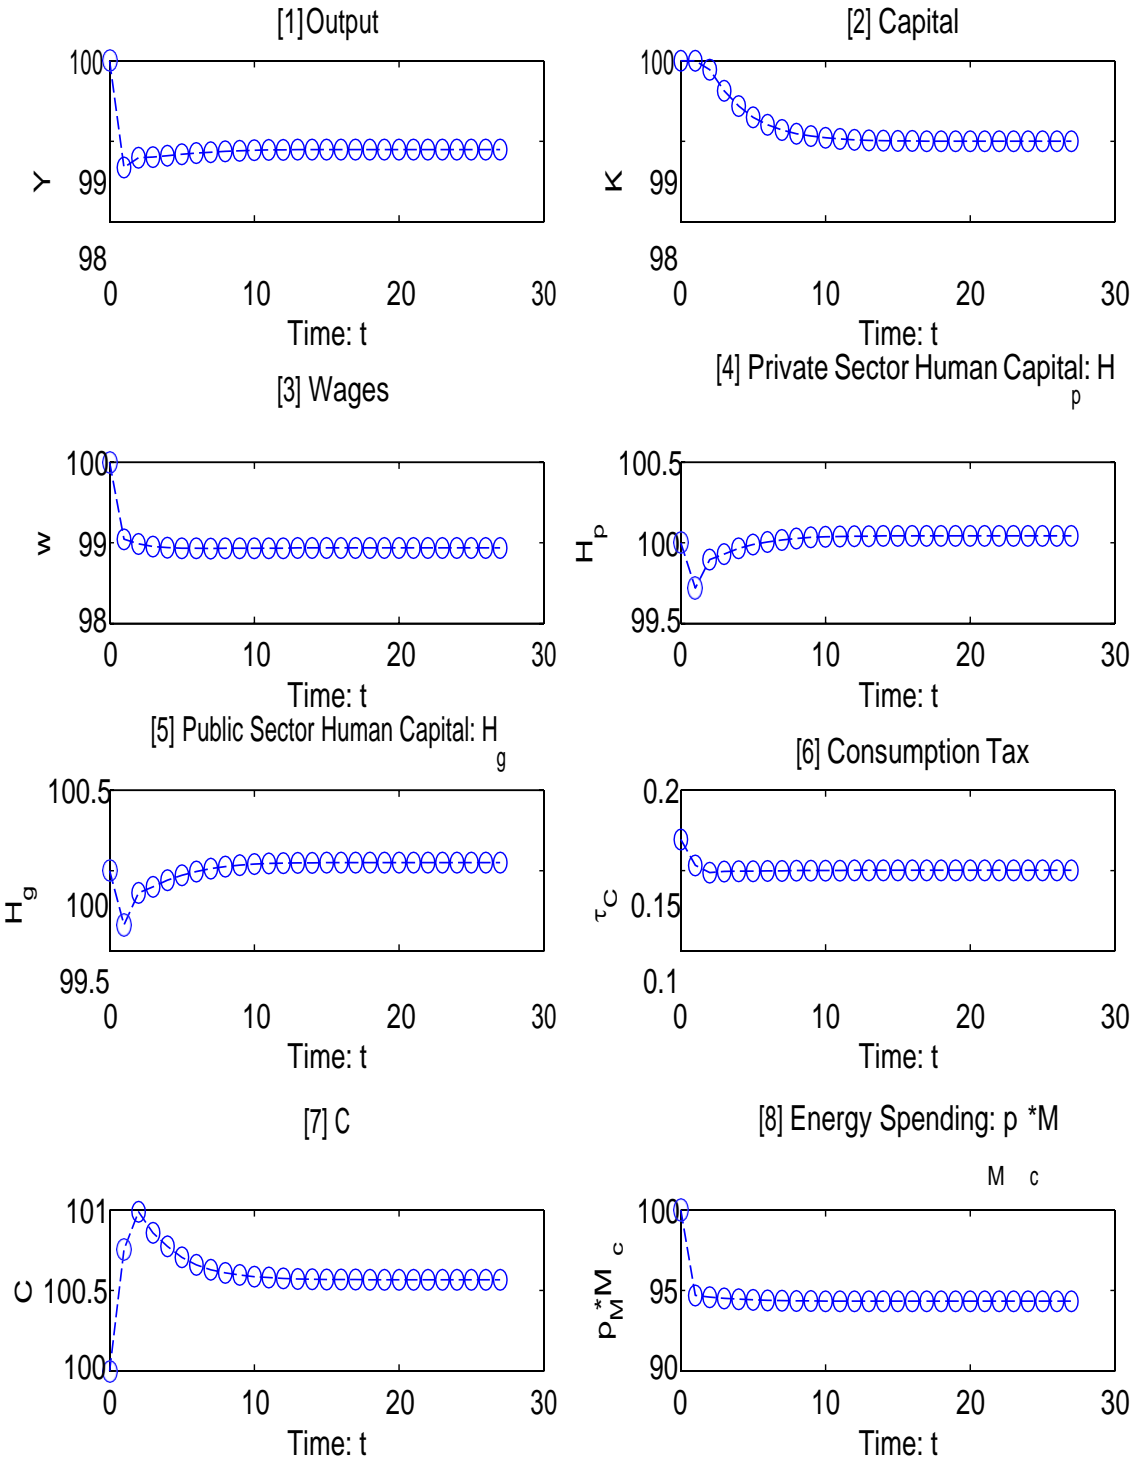 [1]Output
[2] Capital
100
99
98
Y
0 10 20 30
Time: t
100
99
98
K
0 10 20 30
Time: t
[3] Wages
[4] Private Sector Human Capital: H
p
100
99
98
w
0 10 20 30
Time: t
100.5
100
99.5
H p
0 10 20 30
Time: t
[5] Public Sector Human Capital: H
g
[6] Consumption Tax
100.5
100
99.5
H g
0 10 20 30
Time: t
0.2
0.15
0.1
τ C
0 10 20 30
Time: t
[7] C
[8] Energy Spending: p *M
M c
101
100.5
100
C
0 10 20 30
Time: t
100
95
90
p M *M c
0 10 20 30
Time: t